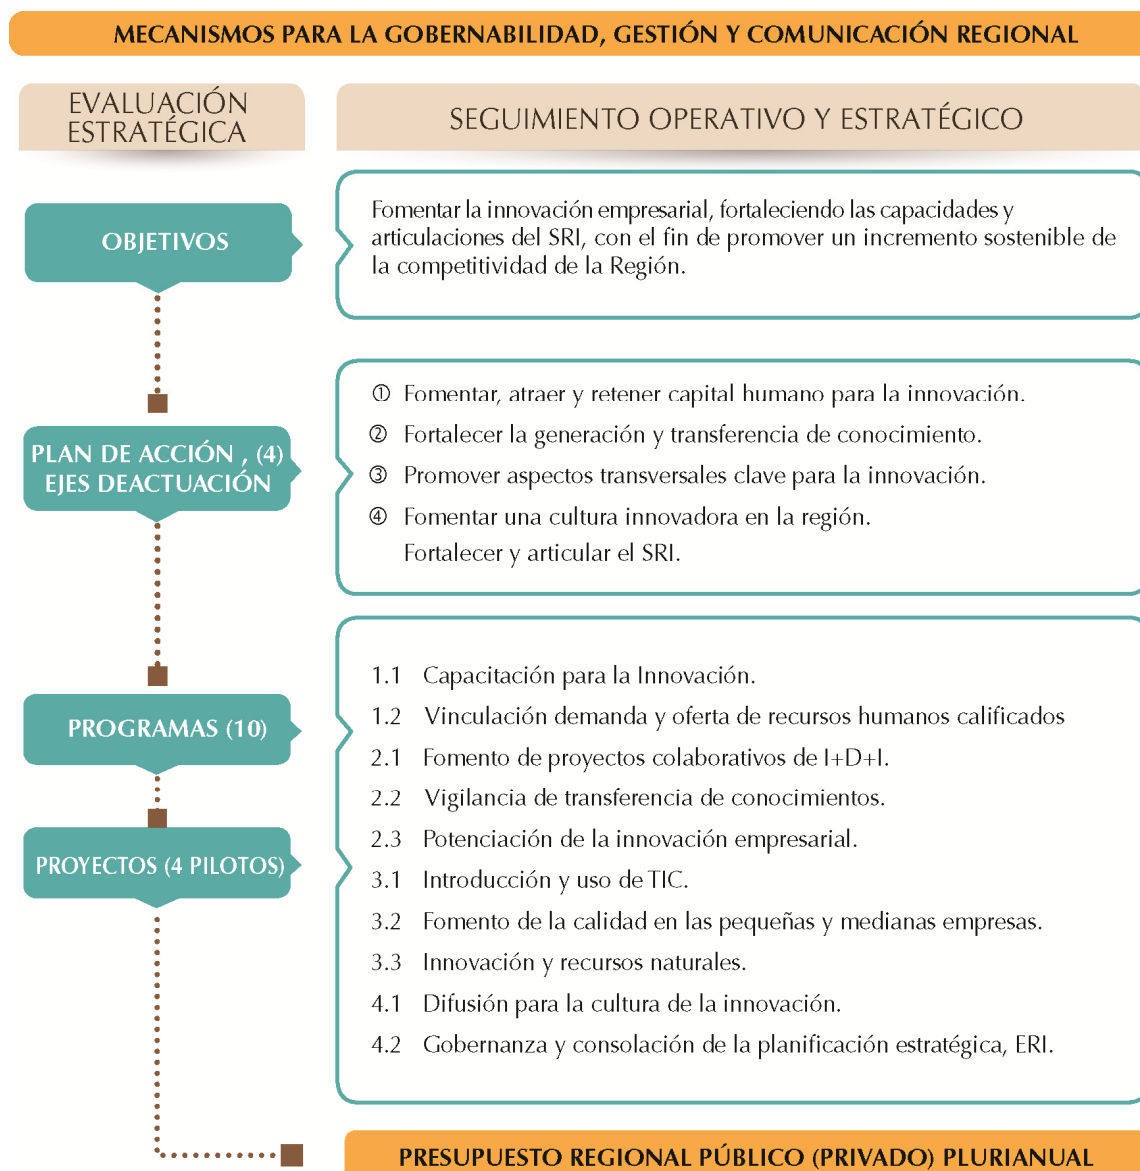 MECANISMOS PARA LA GOBERNABILIDAD, GESTIÓN Y COMUNICACIÓN REGIONAL
EVALUACIÓN
ESTRATÉGICA
SEGUIMIENTO OPERATIVO Y ESTRATÉGICO
OBJETIVOS
Fomentar la innovación empresarial, fortaleciendo las capacidades y
articulaciones del SRI, con el fin de promover un incremento sostenible de
la competitividad de la Región.
PLAN DE ACCIÓN , (4)
EJES DEACTUACIÓN
① Fomentar, atraer y retener capital humano para la innovación.
② Fortalecer la generación y transferencia de conocimiento.
③ Promover aspectos transversales clave para la innovación.
④ Fomentar una cultura innovadora en la región.
Fortalecer y articular el SRI.
PROGRAMAS (10)
PROYECTOS (4 PILOTOS)
1.1 Capacitación para la Innovación.
1.2 Vinculación demanda y oferta de recursos humanos calificados
2.1 Fomento de proyectos colaborativos de I+D+I.
2.2 Vigilancia de transferencia de conocimientos.
2.3 Potenciación de la innovación empresarial.
3.1 Introducción y uso de TIC.
3.2 Fomento de la calidad en las pequeñas y medianas empresas.
3.3 Innovación y recursos naturales.
4.1 Difusión para la cultura de la innovación.
4.2 Gobernanza y consolación de la planificación estratégica, ERI.
PRESUPUESTO REGIONAL PÚBLICO (PRIVADO) PLURIANUAL